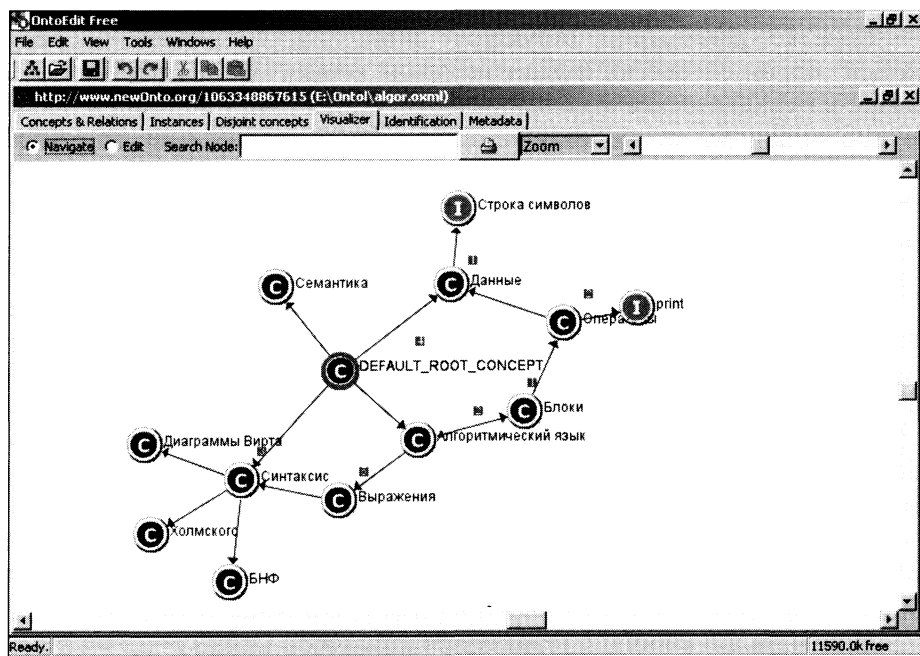 OntoEdit Free
File Edit View Tools Windows Help
http://www.newOnto.org/1063348867615 (E:\Ontol\algor.oxml)
Concepts & Relations Instances Disjoint concepts Visualizer Identification Metadata
Navigate Edit Search Node: Zoom
I Строка символов
C Семантика
C Данные
I print
C Операторы
C DEFAULT_ROOT_CONCEPT
C Блоки
C Алгоритмический язык
C Диаграммы Вирта
C Синтаксис
C Выражения
C Холмского
C БНФ
Ready. 11590.0k free